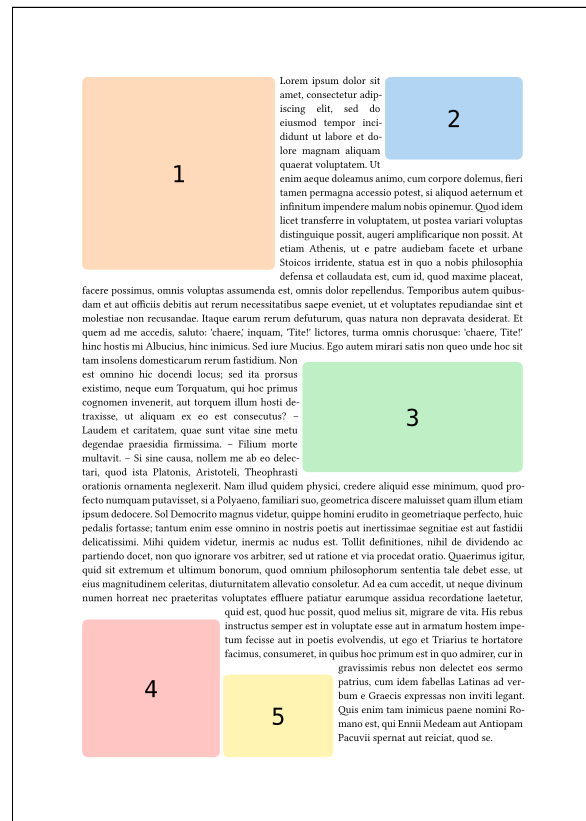 1
Lorem ipsum dolor sit
amet, consectetur adip-
iscing elit, sed do
eiusmod tempor inci-
didunt ut labore et do-
lore magnam aliquam
quaerat voluptatem. Ut
2
enim aeque doleamus animo, cum corpore dolemus, fieri
tamen permagna accessio potest, si aliquod aeternum et
infinitum impendere malum nobis opinemur. Quod idem
licet transferre in voluptatem, ut postea variari voluptas
distinguique possit, augeri amplificarique non possit. At
etiam Athenis, ut e patre audiebam facete et urbane
Stoicos irridente, statua est in quo a nobis philosophia
defensa et collaudata est, cum id, quod maxime placeat,
facere possimus, omnis voluptas assumenda est, omnis dolor repellendus. Temporibus autem quibus-
dam et aut officiis debitis aut rerum necessitatibus saepe eveniet, ut et voluptates repudiandae sint et
molestiae non recusandae. Itaque earum rerum defuturum, quas natura non depravata desiderat. Et
quem ad me accedis, saluto: 'chaere,' inquam, 'Tite!' lictores, turma omnis chorusque: 'chaere, Tite!'
hinc hostis mi Albucius, hinc inimicus. Sed iure Mucius. Ego autem mirari satis non queo unde hoc sit
tam insolens domesticarum rerum fastidium. Non
est omnino hic docendi locus; sed ita prorsus
existimo, neque eum Torquatum, qui hoc primus
cognomen invenerit, aut torquem illum hosti de-
traxisse, ut aliquam ex eo est consecutus? –
Laudem et caritatem, quae sunt vitae sine metu
degendae praesidia firmissima. – Filium morte
multavit. – Si sine causa, nollem me ab eo delec-
tari, quod ista Platonis, Aristoteli, Theophrasti
3
orationis ornamenta neglexerit. Nam illud quidem physici, credere aliquid esse minimum, quod pro-
fecto numquam putavisset, si a Polyaeno, familiari suo, geometrica discere maluisset quam illum etiam
ipsum dedocere. Sol Democrito magnus videtur, quippe homini erudito in geometriaque perfecto, huic
pedalis fortasse; tantum enim esse omnino in nostris poetis aut inertissimae segnitiae est aut fastidii
delicatissimi. Mihi quidem videtur, inermis ac nudus est. Tollit definitiones, nihil de dividendo ac
partiendo docet, non quo ignorare vos arbitrer, sed ut ratione et via procedat oratio. Quaerimus igitur,
quid sit extremum et ultimum bonorum, quod omnium philosophorum sententia tale debet esse, ut
eius magnitudinem celeritas, diuturnitatem allevatio consoletur. Ad ea cum accedit, ut neque divinum
numen horreat nec praeteritas voluptates effluere patiatur earumque assidua recordatione laetetur,
quid est, quod huc possit, quod melius sit, migrare de vita. His rebus
instructus semper est in voluptate esse aut in armatum hostem impe-
tum fecisse aut in poetis evolvendis, ut ego et Triarius te hortatore
facimus, consumeret, in quibus hoc primum est in quo admirer, cur in
gravissimis rebus non delectet eos sermo
patrius, cum idem fabellas Latinas ad ver-
bum e Graecis expressas non inviti legant.
Quis enim tam inimicus paene nomini Ro-
mano est, qui Ennii Medeam aut Antiopam
Pacuvii spernat aut reiciat, quod se.
4
5